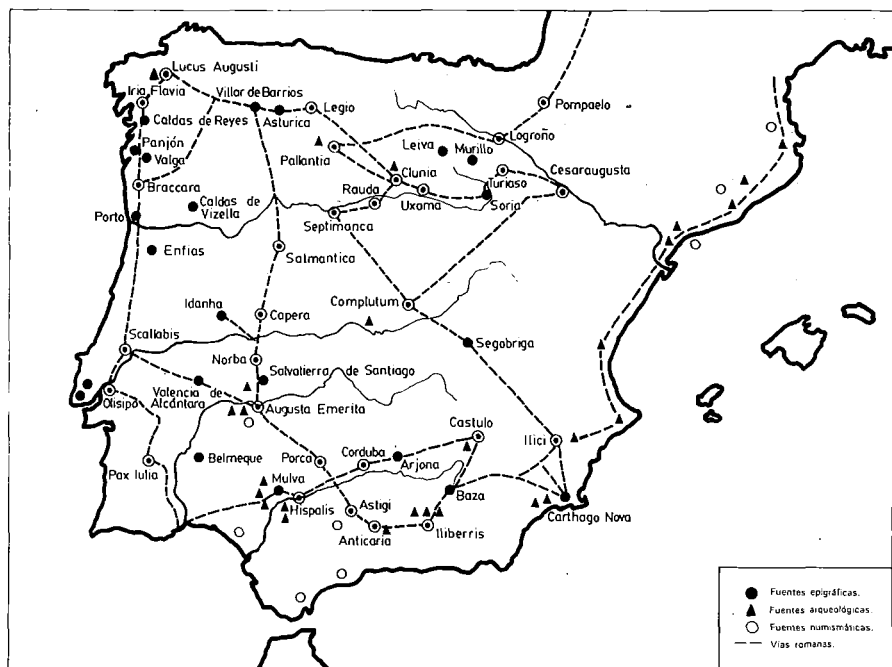 Lucus Augusti
Iria Flavia
Villar de Barrios
Legio
Asturica
Pompaelo
Caldas de Reyes
Logroño
Leiva
Murillo
Panjón
Valga
Pallantia
Clunia
Cesaraugusta
Turiaso
Braccara
Rauda
Uxama
Soria
Caldas de
Vizella
Porto
Septimanca
Enfias
Salmantica
Idanha
Capera
Complutum
Segobriga
Scallabis
Norba
Salvatierra de Santiago
Valencia de
Alcántara
Olisipo
Augusta Emerita
Castulo
Ilici
Porca
Corduba
Arjona
Pax Iulia
Belmeque
Mulva
Baza
Hispalis
Astigi
Carthago Nova
Anticaria
Iliberris
Fuentes epigráficas.
Fuentes arqueológicas.
Fuentes numismáticas.
Vías romanas.